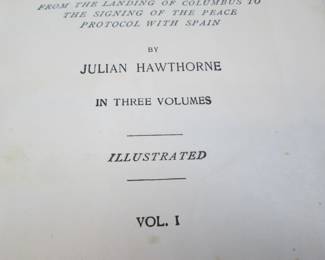 FROM THE LANDING OF COLUMBUS TO
THE SIGNING OF THE PEACE
PROTOCOL WITH SPAIN
BY
JULIAN HAWTHORNE
IN THREE VOLUMES
ILLUSTRATED
VOL. I